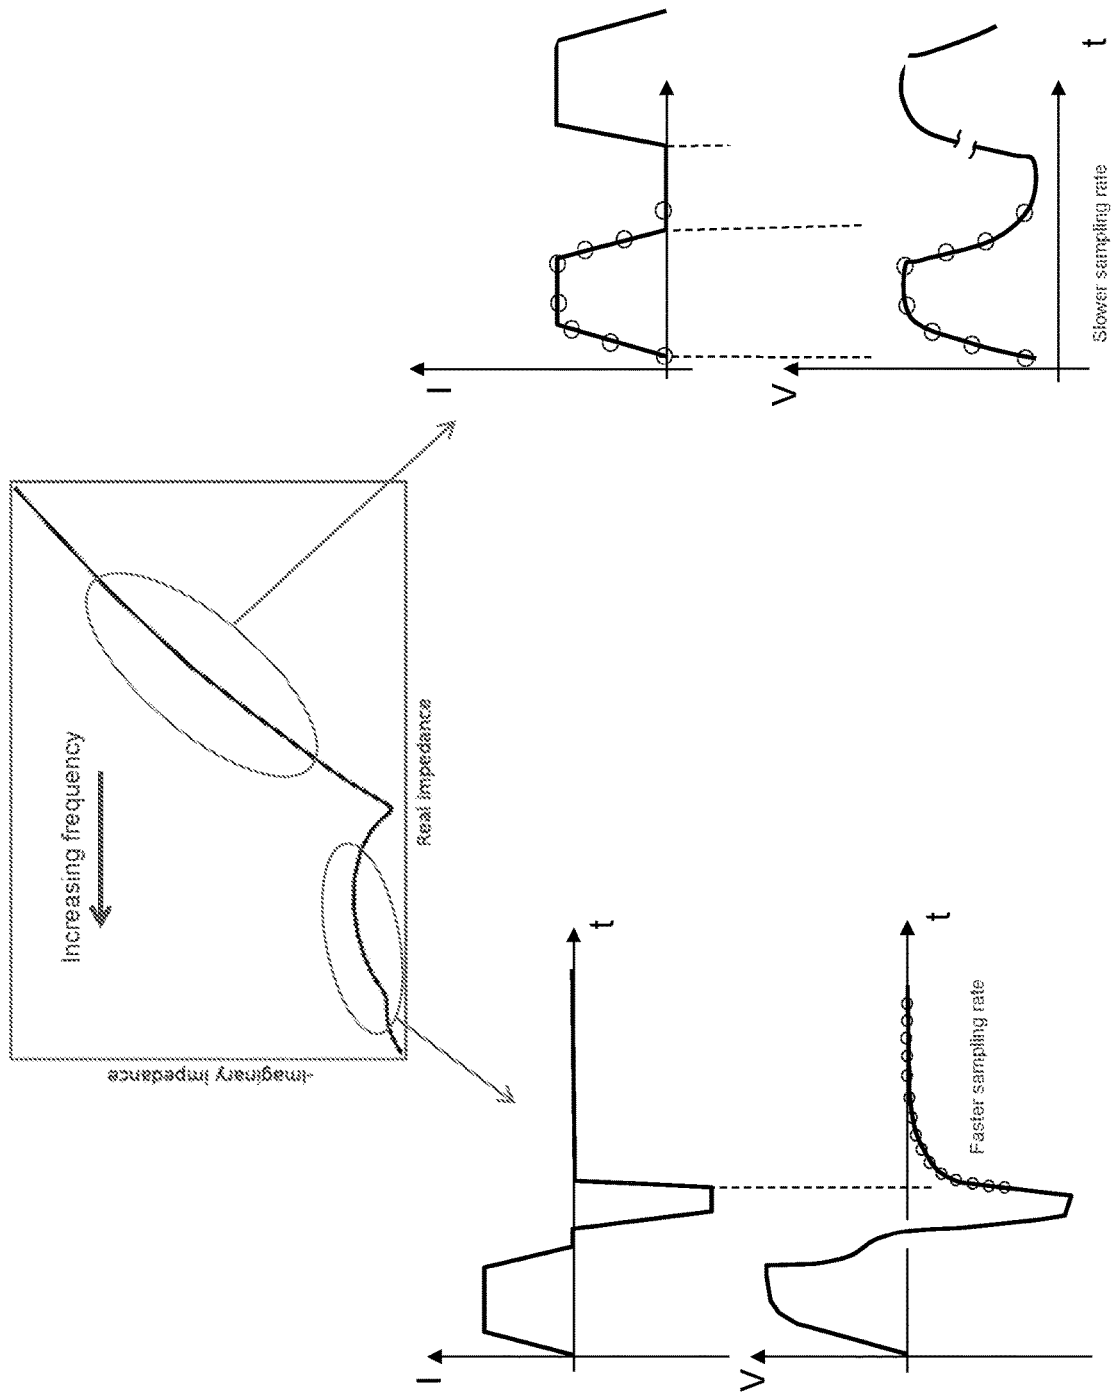 -Imaginary impedance
Increasing frequency
Real impedance
I
t
V
t
Faster sampling rate
I
V
t
Slower sampling rate